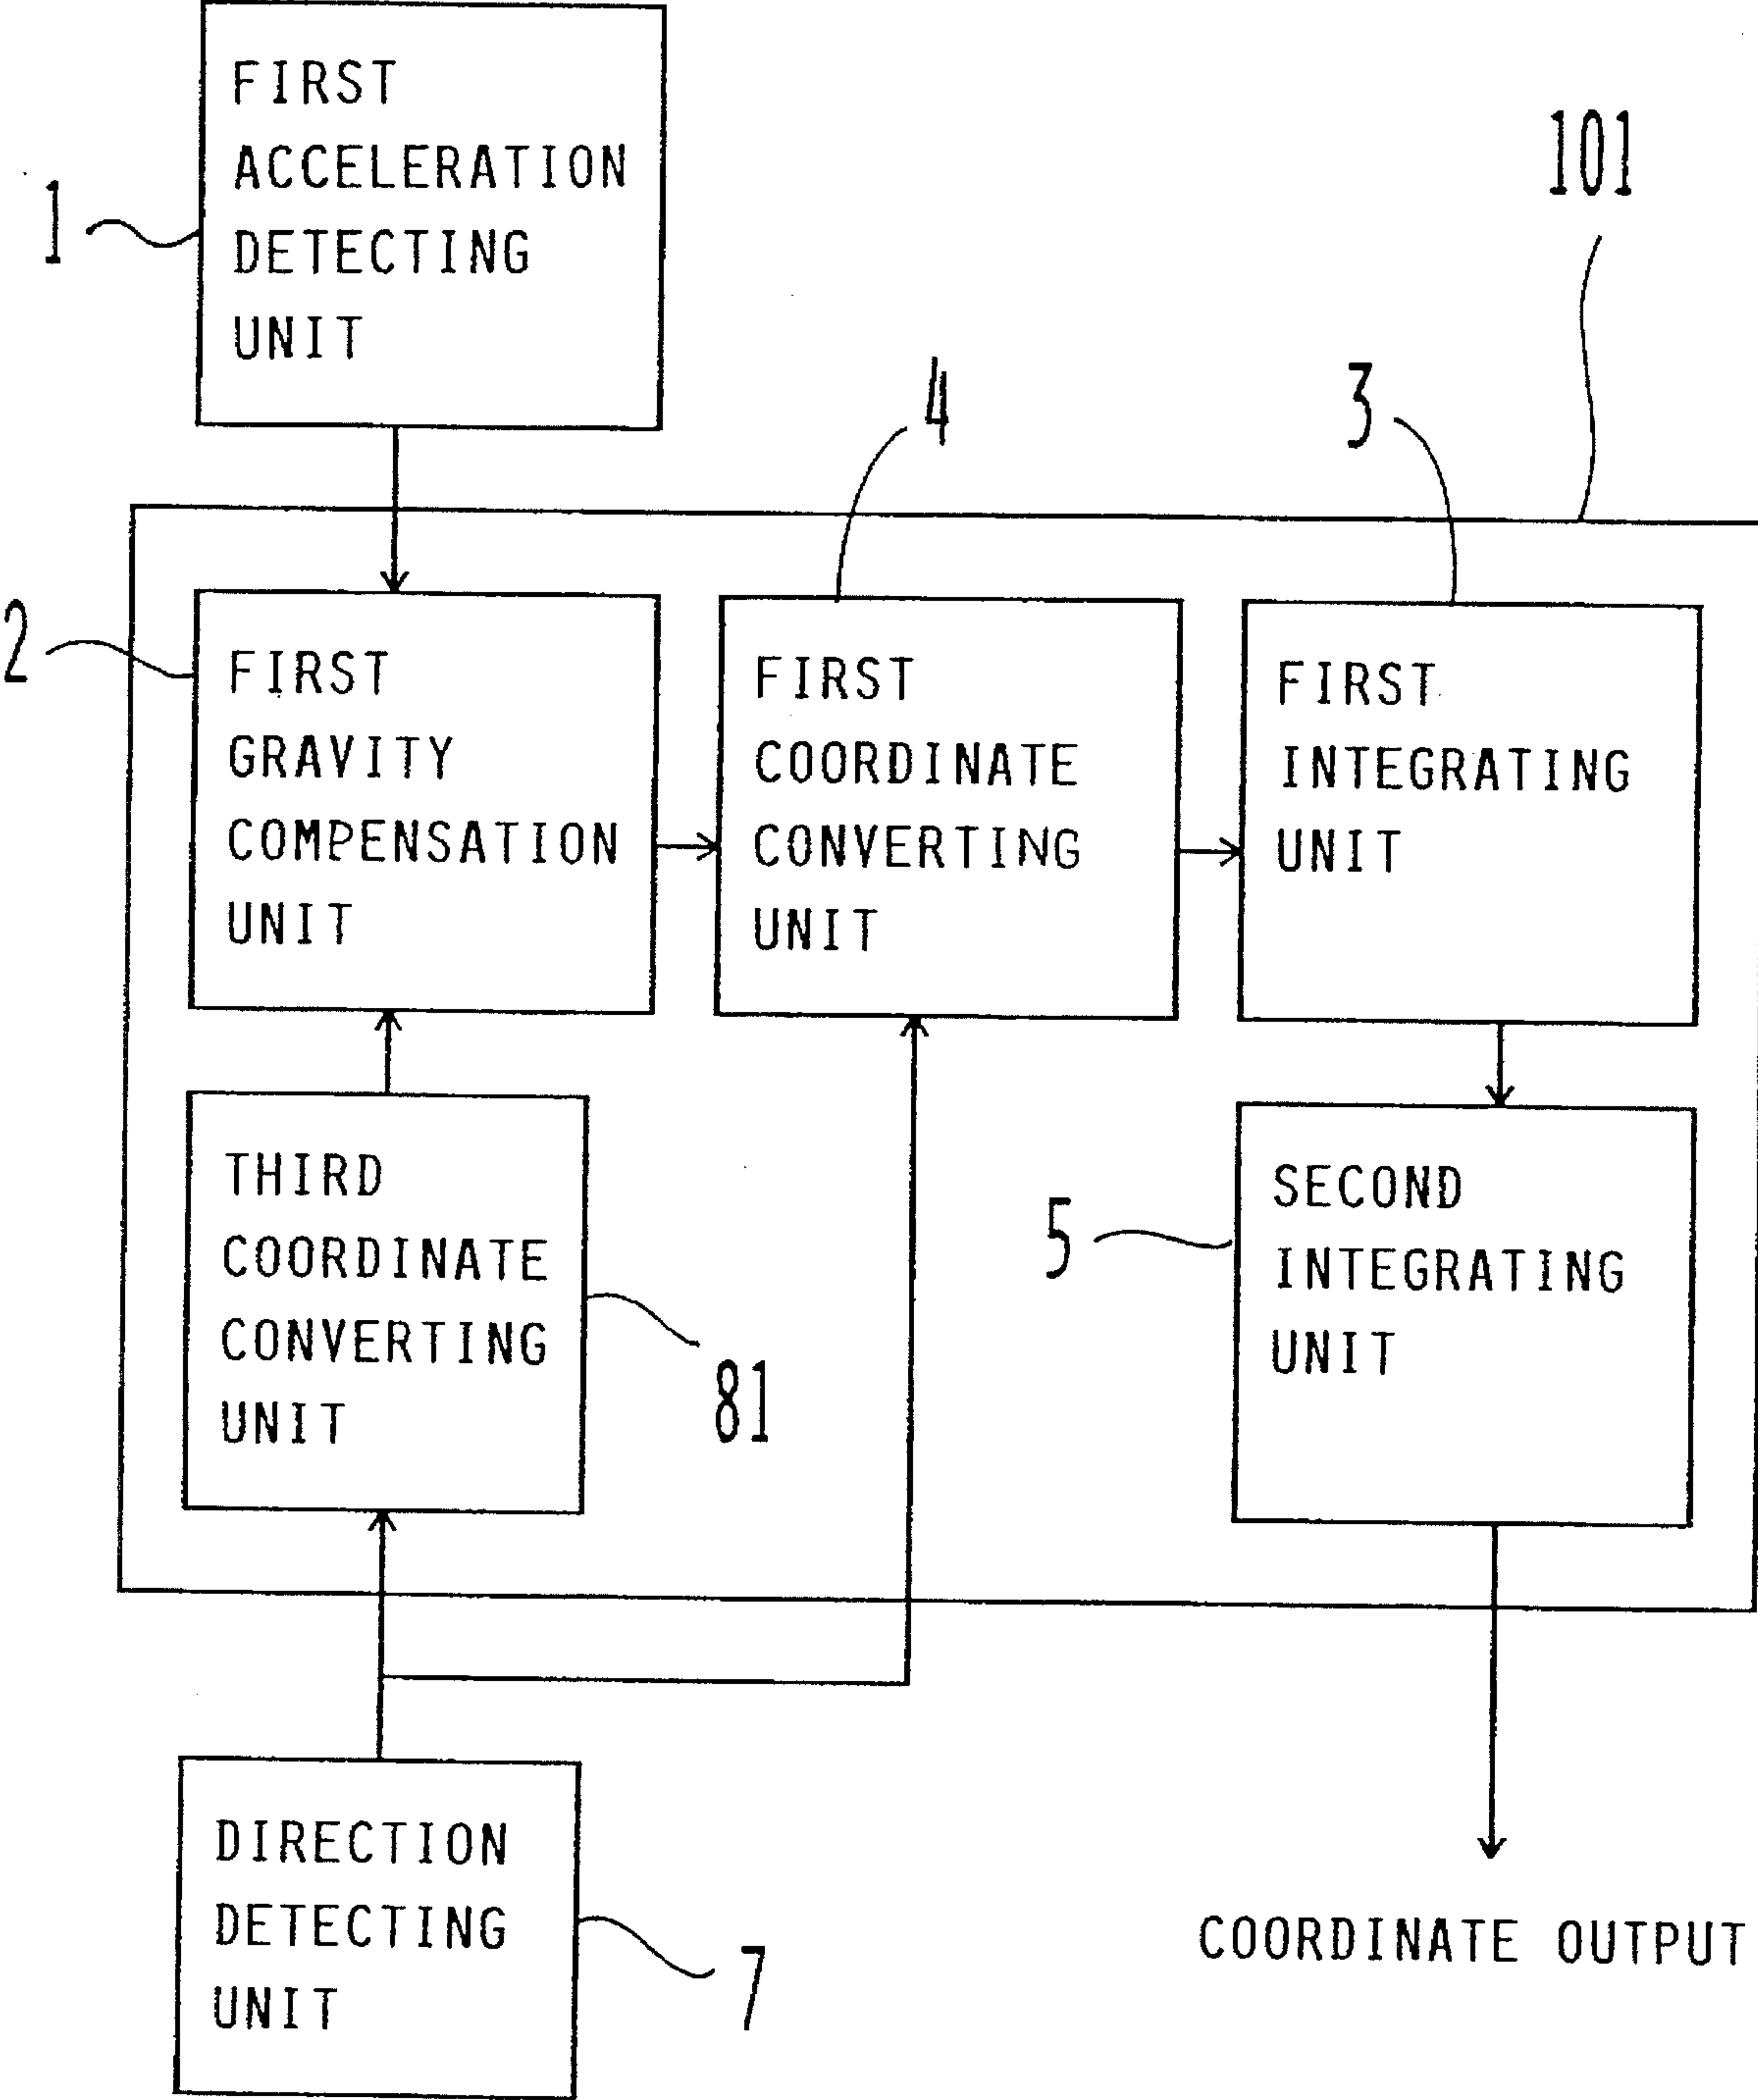 FIRST
ACCELERATION
DETECTING
UNIT
1
101
4
3
2
FIRST
GRAVITY
COMPENSATION
UNIT
FIRST
COORDINATE
CONVERTING
UNIT
FIRST
INTEGRATING
UNIT
THIRD
COORDINATE
CONVERTING
UNIT
81
5
SECOND
INTEGRATING
UNIT
DIRECTION
DETECTING
UNIT
7
COORDINATE OUTPUT